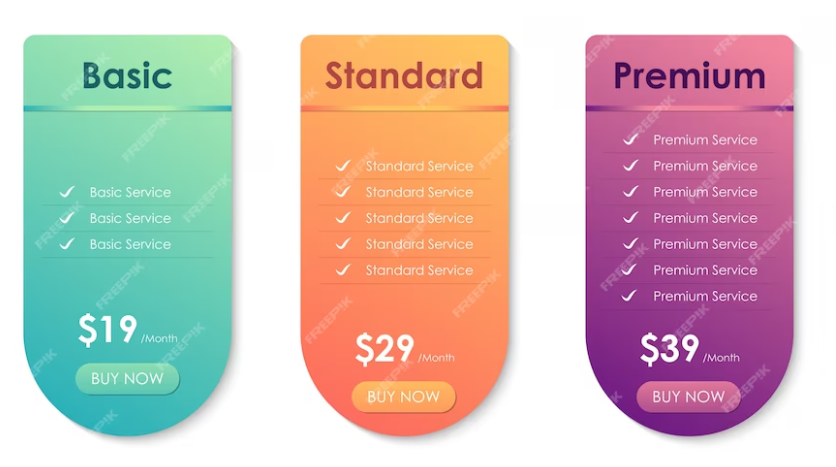 Basic
Basic Service
Basic Service
Basic Service
$19 /Month
BUY NOW
Standard
Standard Service
Standard Service
Standard Service
Standard Service
Standard Service
$29 /Month
BUY NOW
Premium
Premium Service
Premium Service
Premium Service
Premium Service
Premium Service
Premium Service
Premium Service
$39 /Month
BUY NOW
FREEPIK